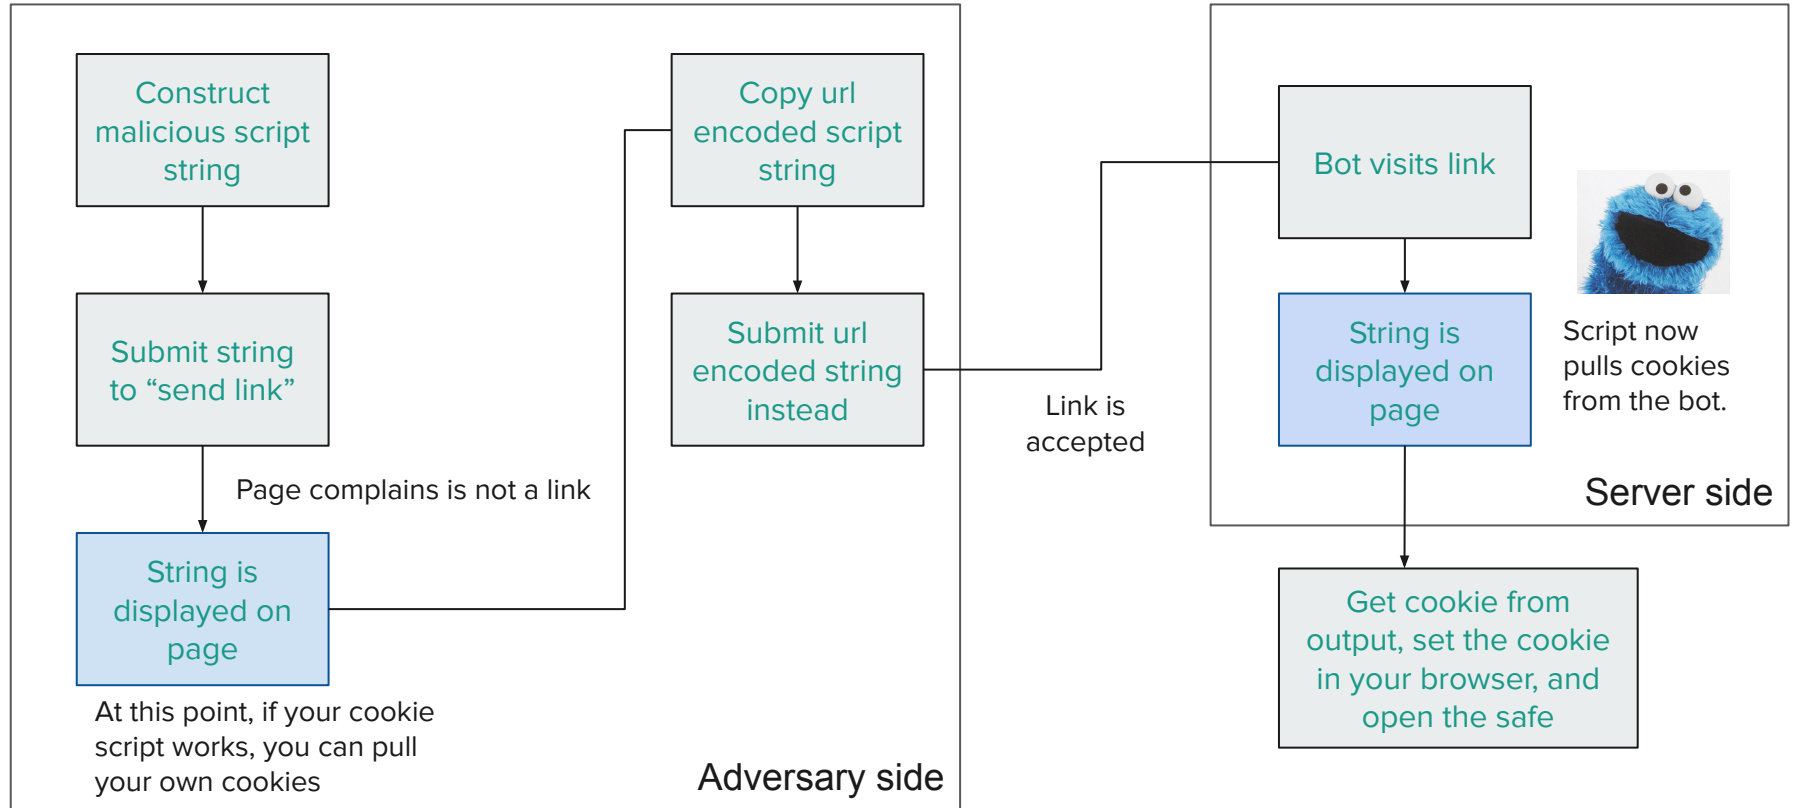 Construct
malicious script
string
Submit string
to “send link”
Page complains is not a link
String is
displayed on
page
At this point, if your cookie
script works, you can pull
your own cookies
Copy url
encoded script
string
Submit url
encoded string
instead
Adversary side
Link is
accepted
Bot visits link
String is
displayed on
page
Script now
pulls cookies
from the bot.
Server side
Get cookie from
output, set the cookie
in your browser, and
open the safe